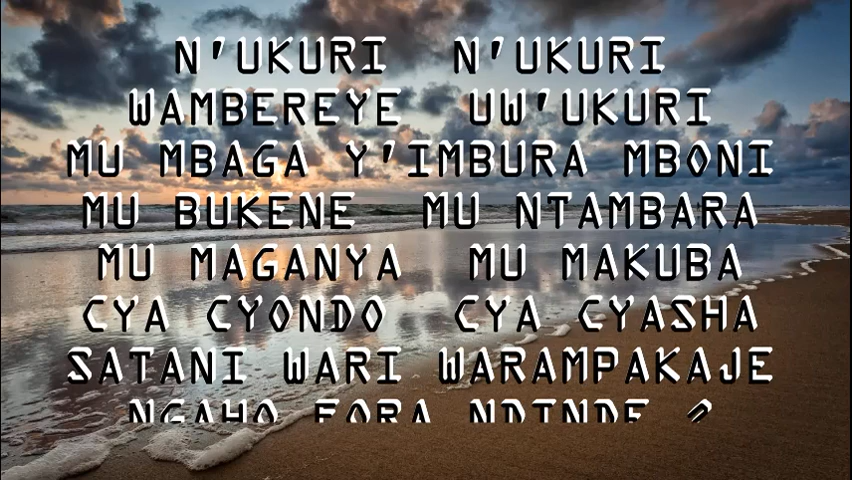 N'UKURI N'UKURI
WAMBEREYE UW'UKURI
MU MBAGA Y'IMBURA MBONI
MU BUKENE MU NTAMBARA
MU MAGANYA MU MAKUBA
CYA CYONDO CYA CYASHA
SATANI WARI WARAMPAKAJE
NGAHO FORA NDINDE ?